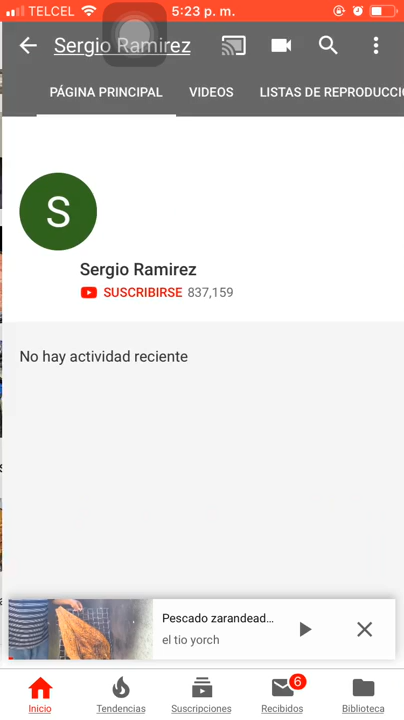 TELCEL 5:23 p. m.
Sergio Ramirez
PÁGINA PRINCIPAL VIDEOS LISTAS DE REPRODUCCIO
S
Sergio Ramirez
SUSCRIBIRSE 837,159
No hay actividad reciente
Pescado zarandead...
el tio yorch
6
Inicio Tendencias Suscripciones Recibidos Biblioteca